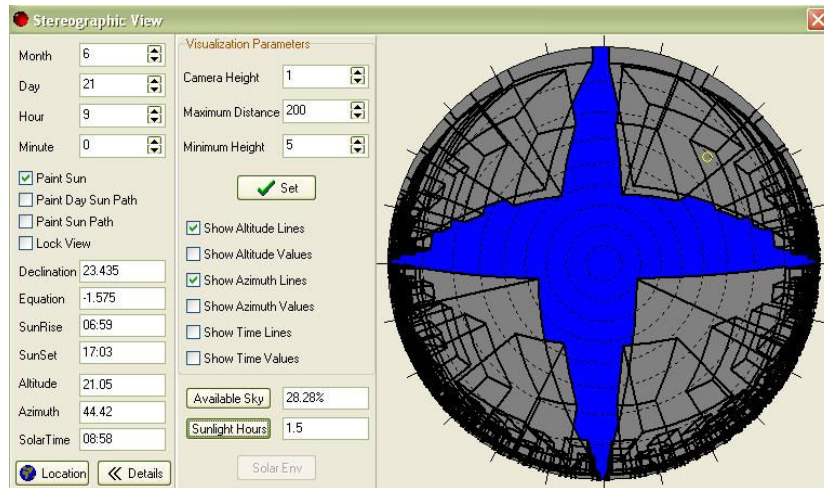 Stereographic View
Month 6
Day 21
Hour 9
Minute 0
Paint Sun
Paint Day Sun Path
Paint Sun Path
Lock View
Declination 23.435
Equation -1.575
SunRise 06:59
SunSet 17:03
Altitude 21.05
Azimuth 44.42
SolarTime 08:58
Location
Details
Visualization Parameters
Camera Height 1
Maximum Distance 200
Minimum Height 5
Set
Show Altitude Lines
Show Altitude Values
Show Azimuth Lines
Show Azimuth Values
Show Time Lines
Show Time Values
Available Sky 28.28%
Sunlight Hours 1.5
Solar Env